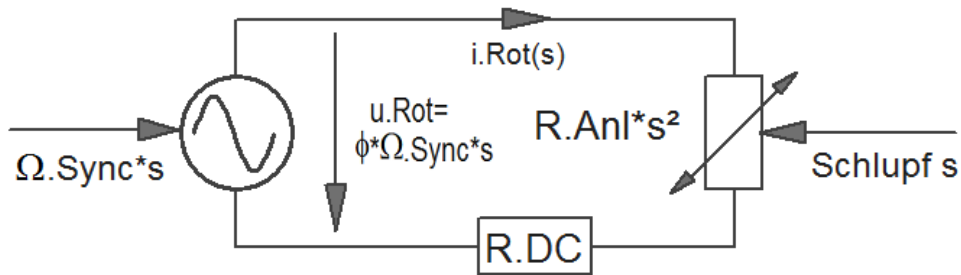 i.Rot(s)
u.Rot=
ϕ*Ω.Sync*s
R.Anl*s²
Ω.Sync*s
Schlupf s
R.DC